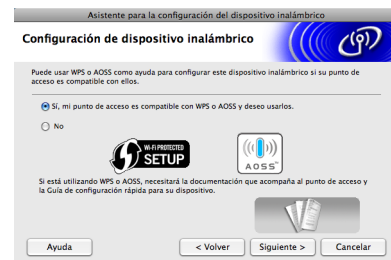 Asistente para la configuración del dispositivo inalámbrico
Configuración de dispositivo inalámbrico
Puede usar WPS o AOSS como ayuda para configurar este dispositivo inalámbrico si su punto de
acceso es compatible con ellos.
Sí, mi punto de acceso es compatible con WPS o AOSS y deseo usarlos.
No
Wi-Fi PROTECTED
SETUP
AOSS™
Si está utilizando WPS o AOSS, necesitará la documentación que acompaña al punto de acceso y
la Guía de configuración rápida para su dispositivo.
Ayuda
< Volver
Siguiente >
Cancelar